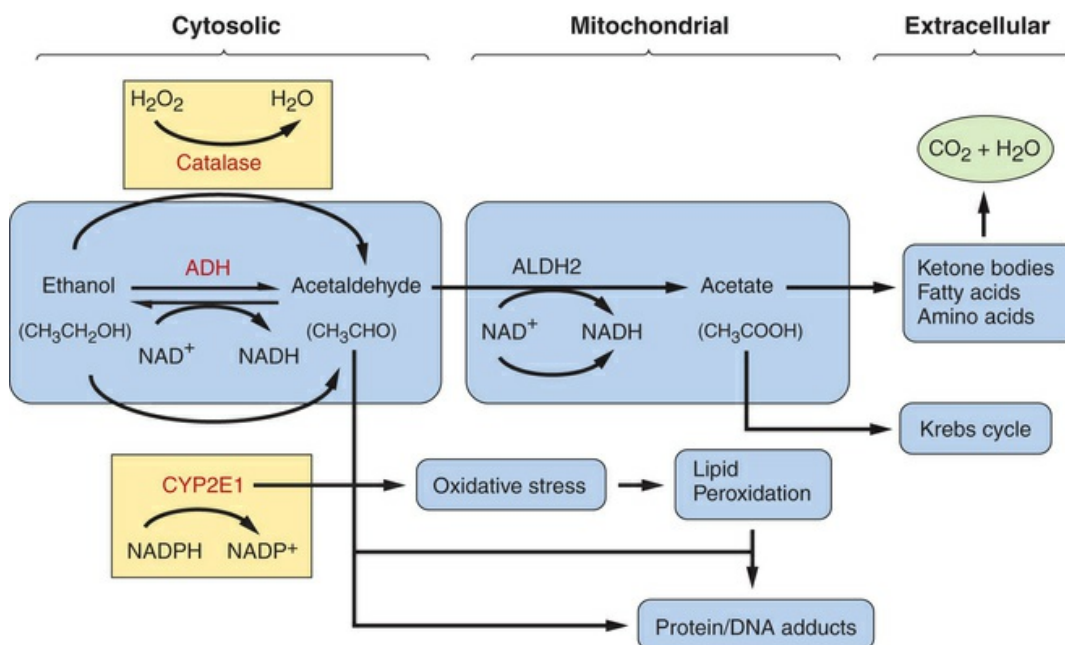 Cytosolic
Mitochondrial
Extracellular
H₂O₂
H₂O
Catalase
CO₂ + H₂O
Ethanol
ADH
Acetaldehyde
ALDH2
Acetate
Ketone bodies
Fatty acids
Amino acids
(CH₃CH₂OH)
NAD⁺
NADH
(CH₃CHO)
NAD⁺
NADH
(CH₃COOH)
Krebs cycle
CYP2E1
Oxidative stress
Lipid
Peroxidation
NADPH
NADP+
Protein/DNA adducts